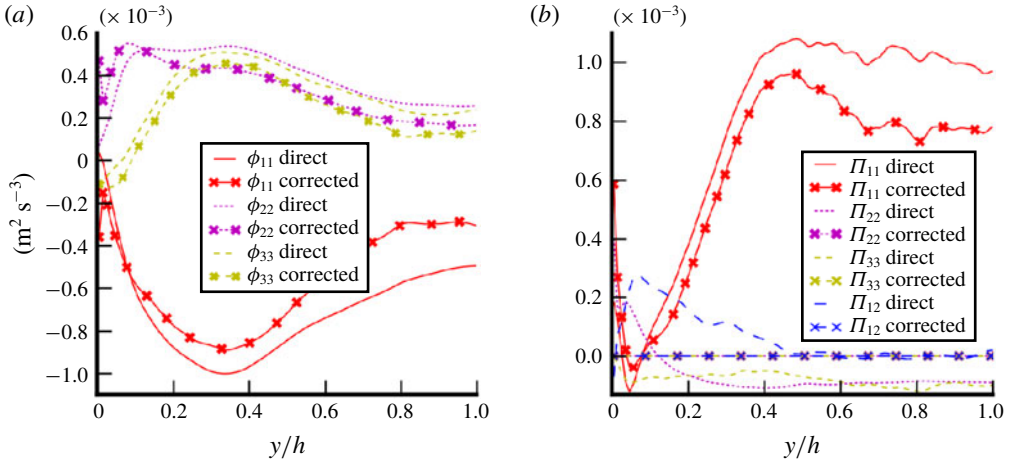 (a)
(× 10⁻³)
0.6
0.4
0.2
0
−0.2
−0.4
−0.6
−0.8
−1.0
(m² s⁻³)
ϕ₁₁ direct
ϕ₁₁ corrected
ϕ₂₂ direct
ϕ₂₂ corrected
ϕ₃₃ direct
ϕ₃₃ corrected
0
0.2
0.4
0.6
0.8
1.0
y/h
(b)
(× 10⁻³)
1.0
0.8
0.6
0.4
0.2
0.0
Π₁₁ direct
Π₁₁ corrected
Π₂₂ direct
Π₂₂ corrected
Π₃₃ direct
Π₃₃ corrected
Π₁₂ direct
Π₁₂ corrected
0
0.2
0.4
0.6
0.8
1.0
y/h